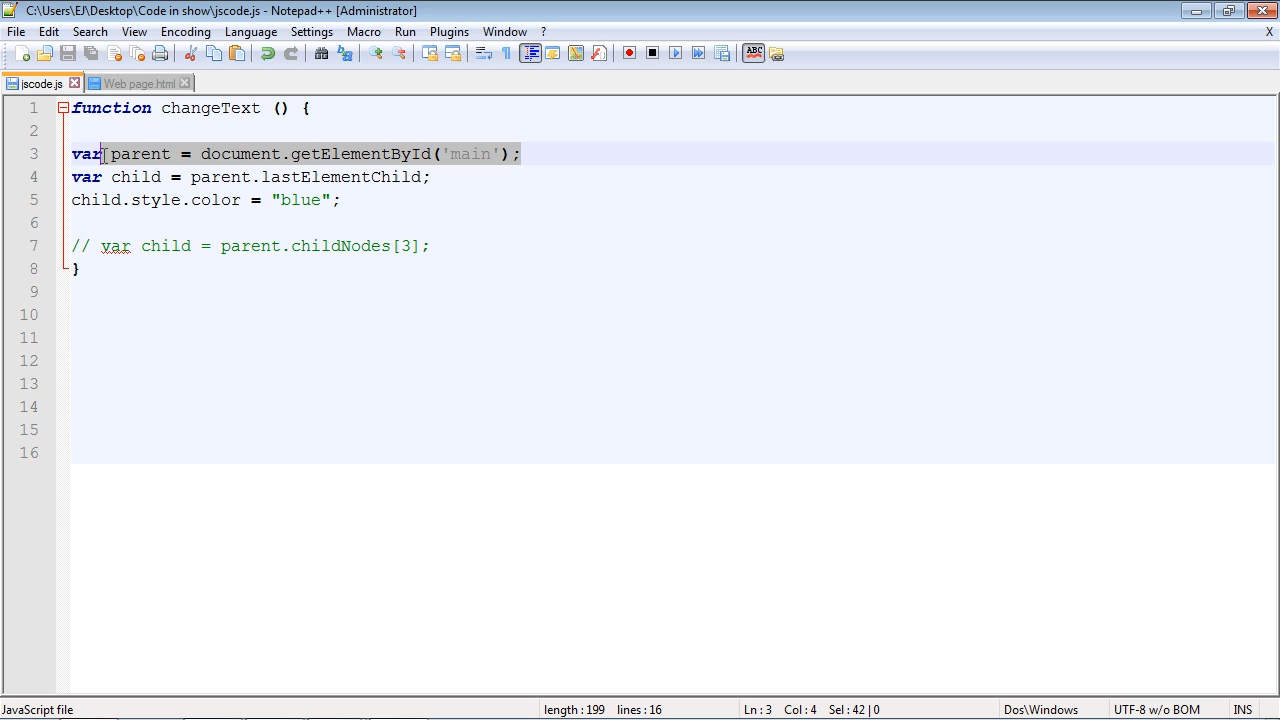 C:\Users\EJ\Desktop\Code in show\jscode.js - Notepad++ [Administrator]
File Edit Search View Encoding Language Settings Macro Run Plugins Window ? X
ABC
jscode.js Web page.html
1 function changeText () {
2
3 var parent = document.getElementById('main');
4 var child = parent.lastElementChild;
5 child.style.color = "blue";
6
7 // var child = parent.childNodes[3];
8 }
9
10
11
12
13
14
15
16
JavaScript file length : 199 lines : 16 Ln : 3 Col : 4 Sel : 42 | 0 Dos\Windows UTF-8 w/o BOM INS